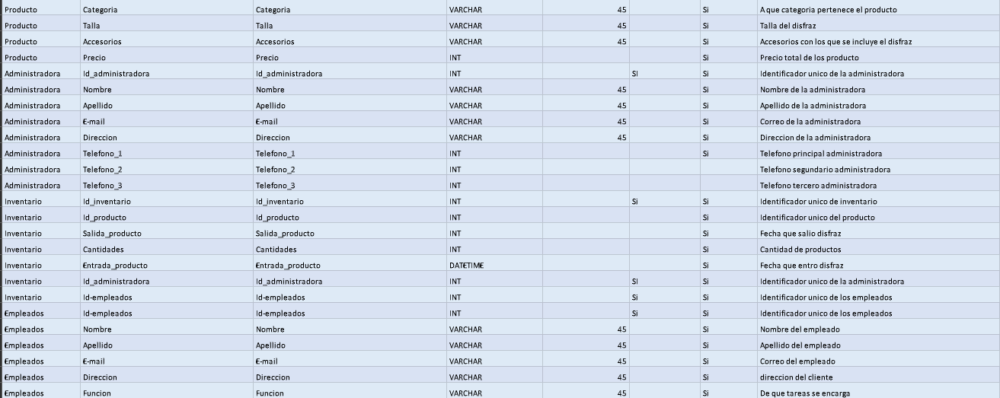 Producto Categoria Categoria VARCHAR 45 Si A que categoria pertenece el producto
Producto Talla Talla VARCHAR 45 Si Talla del disfraz
Producto Accesorios Accesorios VARCHAR 45 Si Accesorios con los que se incluye el disfraz
Producto Precio Precio INT Si Precio total de los producto
Administradora Id_administradora Id_administradora INT SI Si Identificador unico de la administradora
Administradora Nombre Nombre VARCHAR 45 Si Nombre de la administradora
Administradora Apellido Apellido VARCHAR 45 Si Apellido de la administradora
Administradora E-mail E-mail VARCHAR 45 Si Correo de la administradora
Administradora Direccion Direccion VARCHAR 45 Si Direccion de la administradora
Administradora Telefono_1 Telefono_1 INT Si Telefono principal administradora
Administradora Telefono_2 Telefono_2 INT Telefono segundario administradora
Administradora Telefono_3 Telefono_3 INT Telefono tercero administradora
Inventario Id_inventario Id_inventario INT Si Si Identificador unico de inventario
Inventario Id_producto Id_producto INT Si Identificador unico del producto
Inventario Salida_producto Salida_producto INT Si Fecha que salio disfraz
Inventario Cantidades Cantidades INT Si Cantidad de productos
Inventario Entrada_producto Entrada_producto DATETIME Si Fecha que entro disfraz
Inventario Id_administradora Id_administradora INT SI Si Identificador unico de la administradora
Inventario Id-empleados Id-empleados INT Si Si Identificador unico de los empleados
Empleados Id-empleados Id-empleados INT Si Si Identificador unico de los empleados
Empleados Nombre Nombre VARCHAR 45 Si Nombre del empleado
Empleados Apellido Apellido VARCHAR 45 Si Apellido del empleado
Empleados E-mail E-mail VARCHAR 45 Si Correo del empleado
Empleados Direccion Direccion VARCHAR 45 Si direccion del cliente
Empleados Funcion Funcion VARCHAR 45 Si De que tareas se encarga